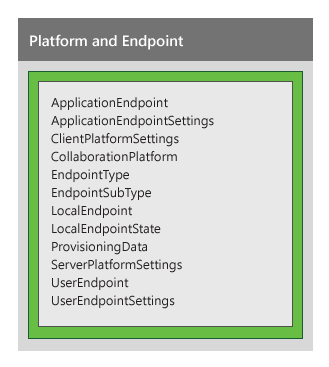 Platform and Endpoint
ApplicationEndpoint
ApplicationEndpointSettings
ClientPlatformSettings
CollaborationPlatform
EndpointType
EndpointSubType
LocalEndpoint
LocalEndpointState
ProvisioningData
ServerPlatformSettings
UserEndpoint
UserEndpointSettings